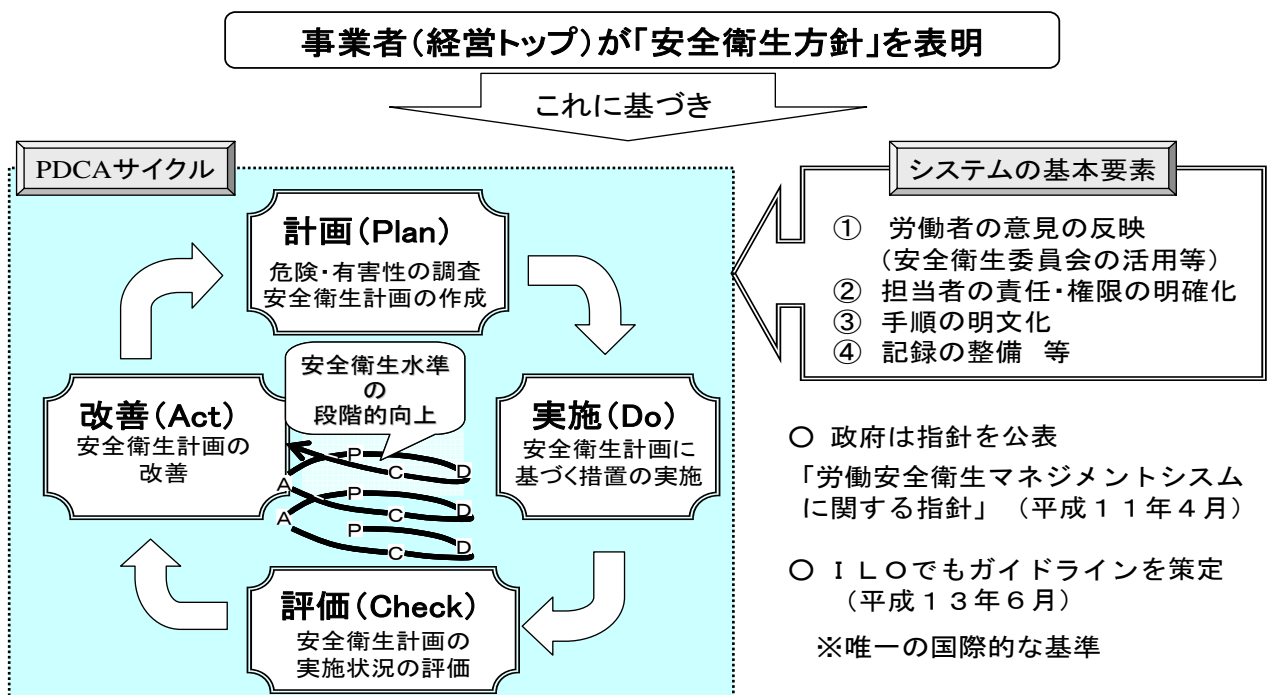 事業者(経営トップ)が「安全衛生方針」を表明
これに基づき
PDCAサイクル
計画(Plan)
危険・有害性の調査
安全衛生計画の作成
改善(Act)
安全衛生計画の
改善
安全衛生水準
の
段階的向上
P
C
D
A
P
C
D
A
P
C
D
実施(Do)
安全衛生計画に
基づく措置の実施
評価(Check)
安全衛生計画の
実施状況の評価
システムの基本要素
① 労働者の意見の反映
(安全衛生委員会の活用等)
② 担当者の責任・権限の明確化
③ 手順の明文化
④ 記録の整備 等
○ 政府は指針を公表
「労働安全衛生マネジメントシスム
に関する指針」 (平成11年4月)
○ ILOでもガイドラインを策定
(平成13年6月)
※唯一の国際的な基準